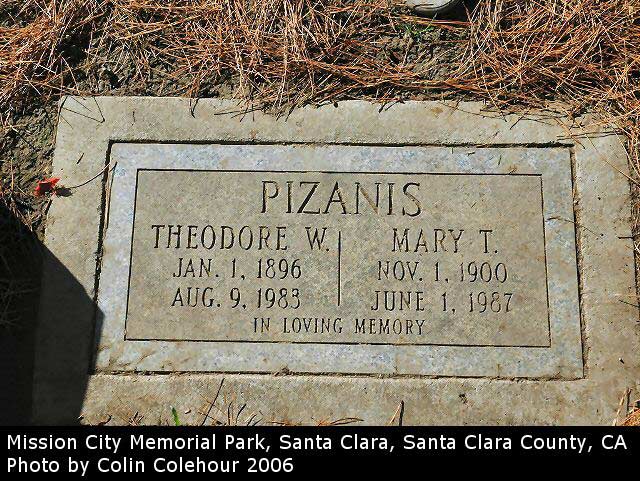 PIZANIS
THEODORE W.
JAN. 1, 1896
AUG. 9, 1983
MARY T.
NOV. 1, 1900
JUNE 1, 1987
IN LOVING MEMORY
Mission City Memorial Park, Santa Clara, Santa Clara County, CA
Photo by Colin Colehour 2006